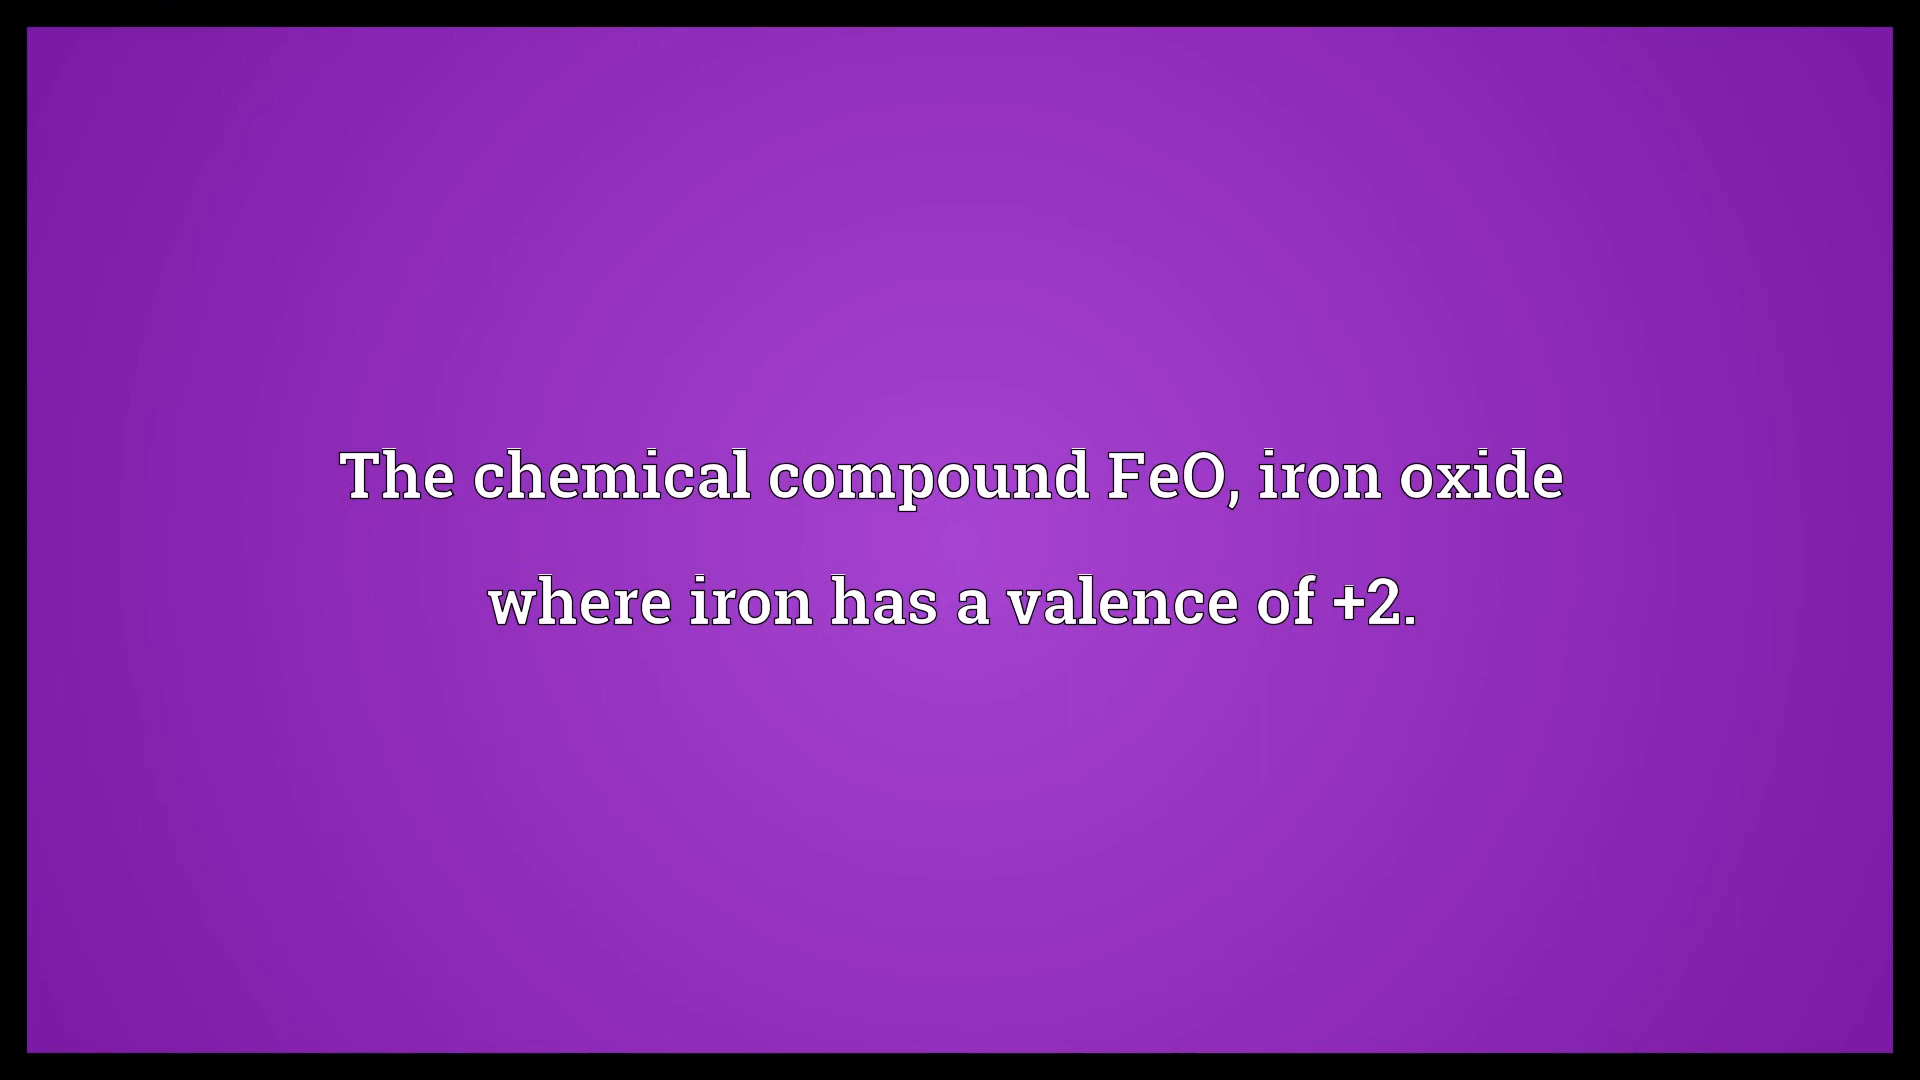 The chemical compound FeO, iron oxide
where iron has a valence of +2.